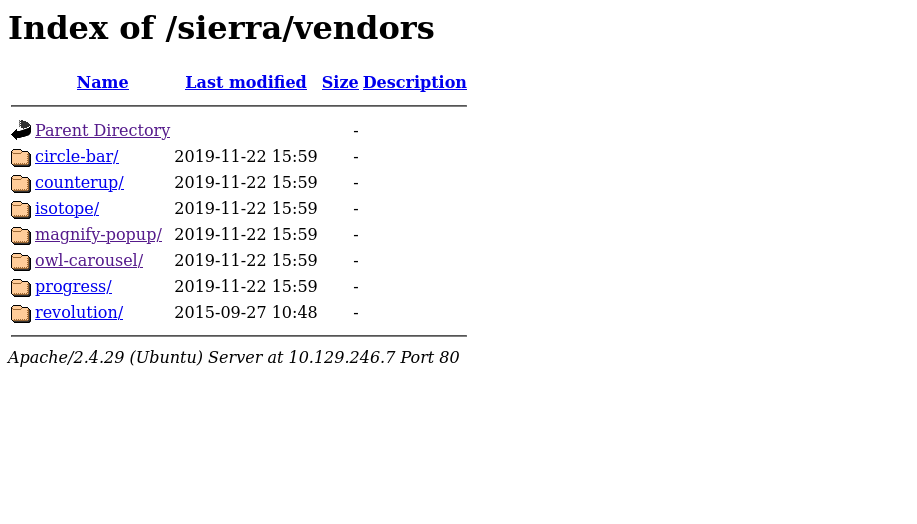 Index of /sierra/vendors
Name Last modified Size Description
Parent Directory -
circle-bar/ 2019-11-22 15:59 -
counterup/ 2019-11-22 15:59 -
isotope/ 2019-11-22 15:59 -
magnify-popup/ 2019-11-22 15:59 -
owl-carousel/ 2019-11-22 15:59 -
progress/ 2019-11-22 15:59 -
revolution/ 2015-09-27 10:48 -
Apache/2.4.29 (Ubuntu) Server at 10.129.246.7 Port 80